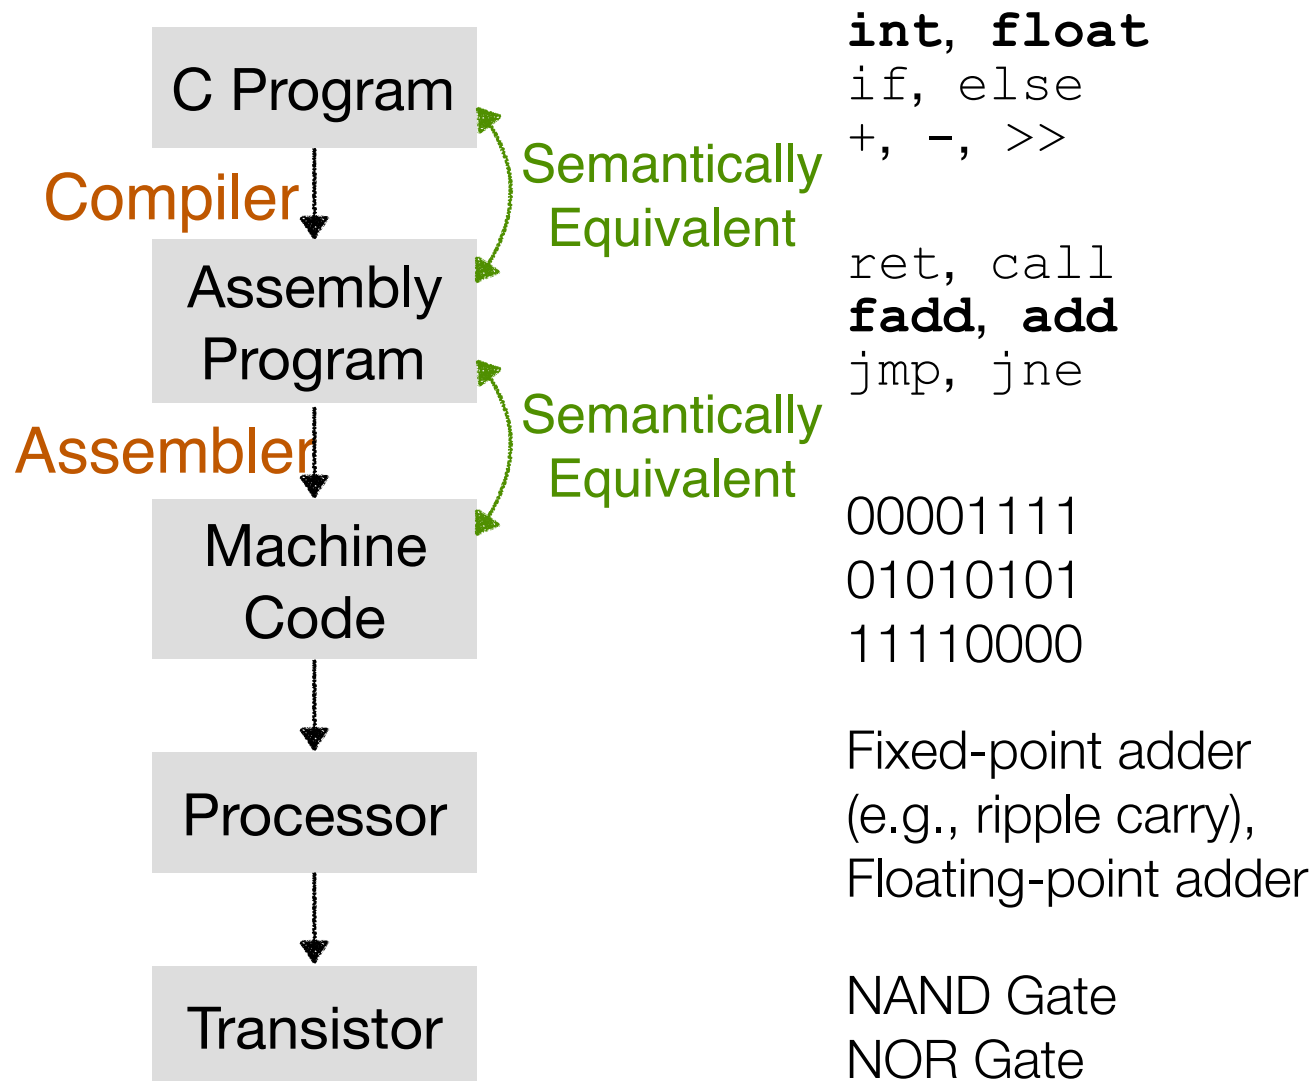 C Program
int, float
if, else
+, -, >>
Compiler
Semantically
Equivalent
Assembly
Program
ret, call
fadd, add
jmp, jne
Assembler
Semantically
Equivalent
Machine
Code
00001111
01010101
11110000
Processor
Fixed-point adder
(e.g., ripple carry),
Floating-point adder
Transistor
NAND Gate
NOR Gate